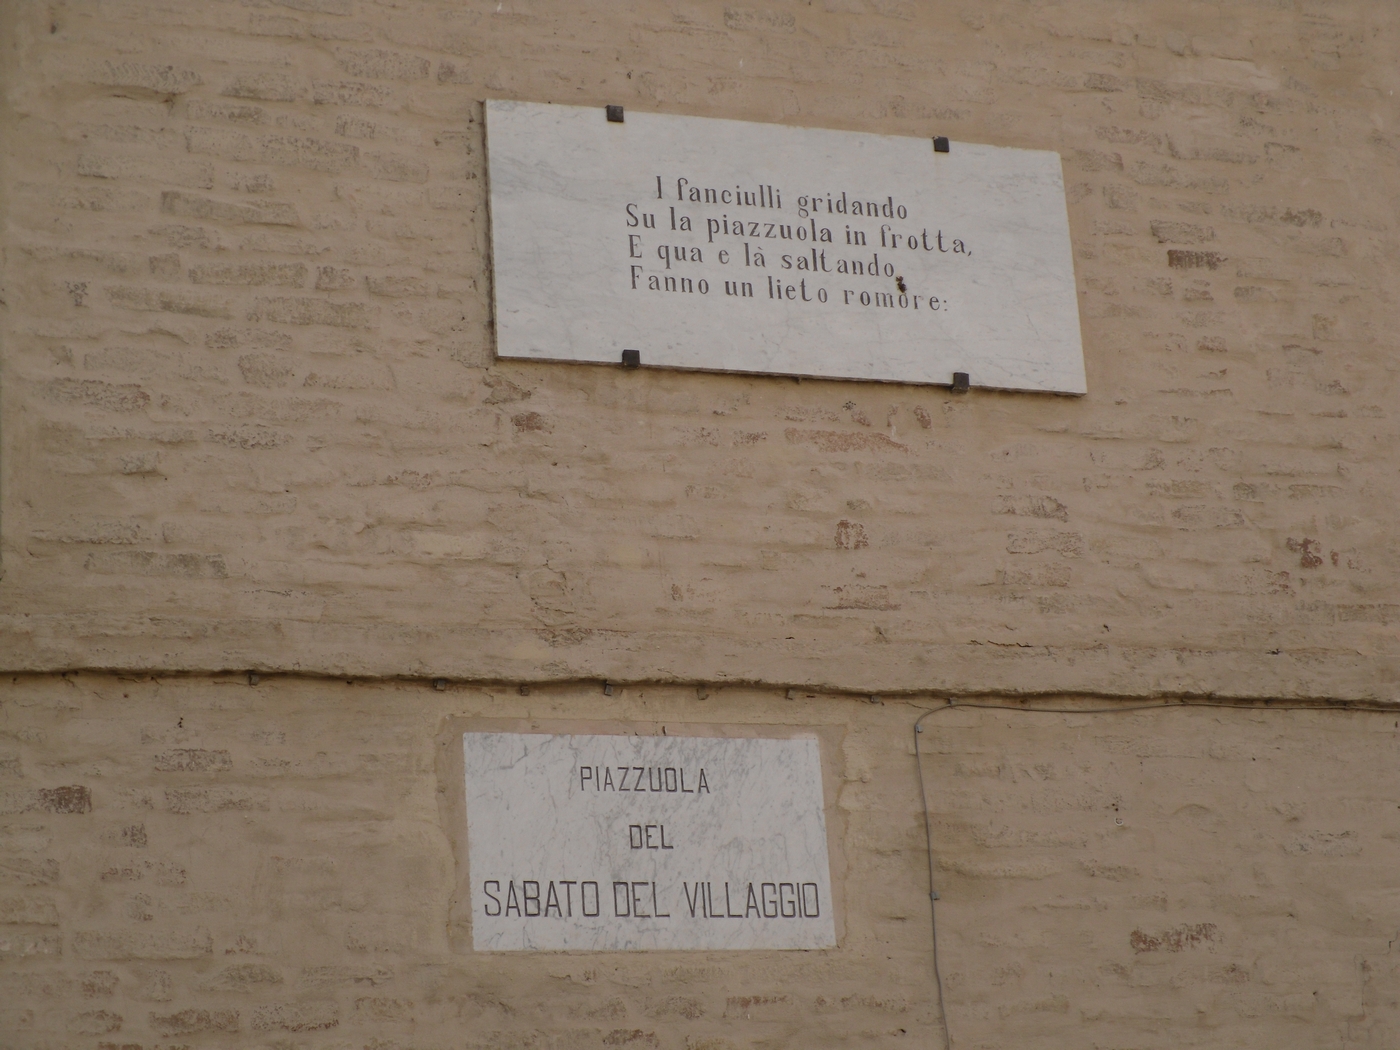 I fanciulli gridando
Su la piazzuola in frotta,
E qua e là saltando,
Fanno un lieto romore:
PIAZZUOLA
DEL
SABATO DEL VILLAGGIO